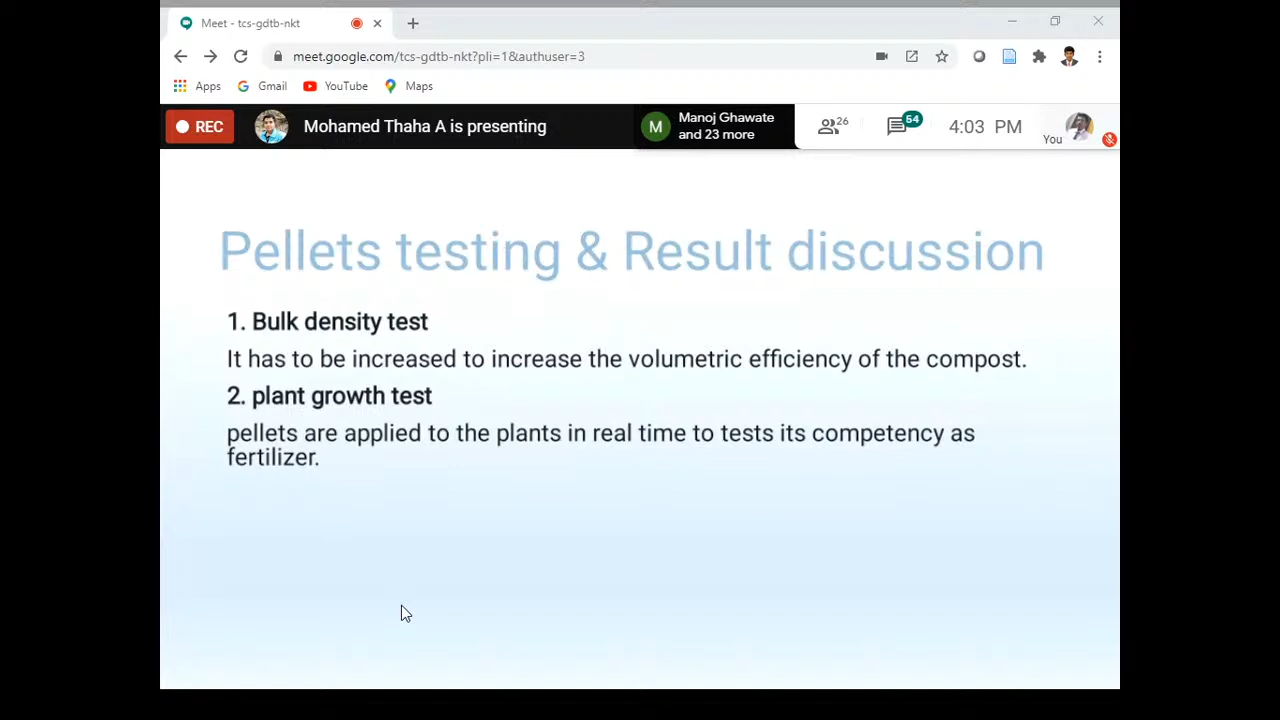 Meet - tcs-gdtb-nkt
meet.google.com/tcs-gdtb-nkt?pli=1&authuser=3
Apps Gmail YouTube Maps
REC Mohamed Thaha A is presenting
M Manoj Ghawate
and 23 more
26 54 4:03 PM
You
Pellets testing & Result discussion
1. Bulk density test
It has to be increased to increase the volumetric efficiency of the compost.
2. plant growth test
pellets are applied to the plants in real time to tests its competency as
fertilizer.